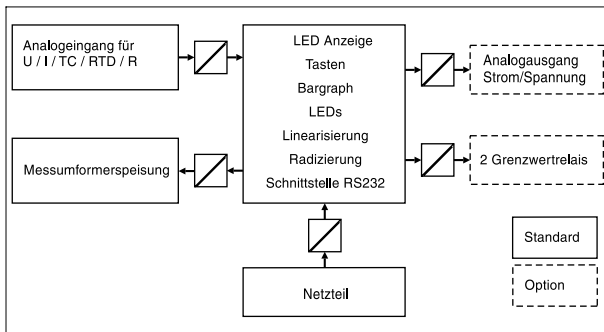 Analogeingang für
U / I / TC / RTD / R
Messumformerspeisung
LED Anzeige
Tasten
Bargraph
LEDs
Linearisierung
Radizierung
Schnittstelle RS232
Analogausgang
Strom/Spannung
2 Grenzwertrelais
Netzteil
Standard
Option